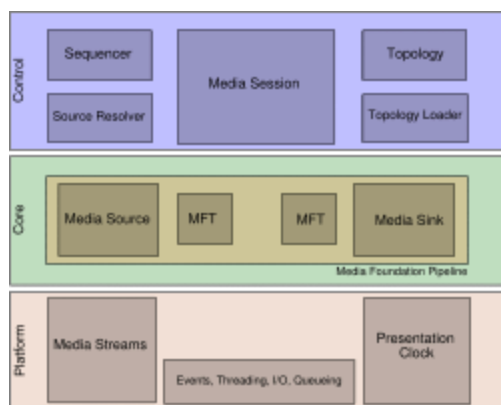 Control
Sequencer
Media Session
Topology
Source Resolver
Topology Loader
Core
Media Source
MFT
MFT
Media Sink
Media Foundation Pipeline
Platform
Media Streams
Presentation
Clock
Events, Threading, I/O, Queueing